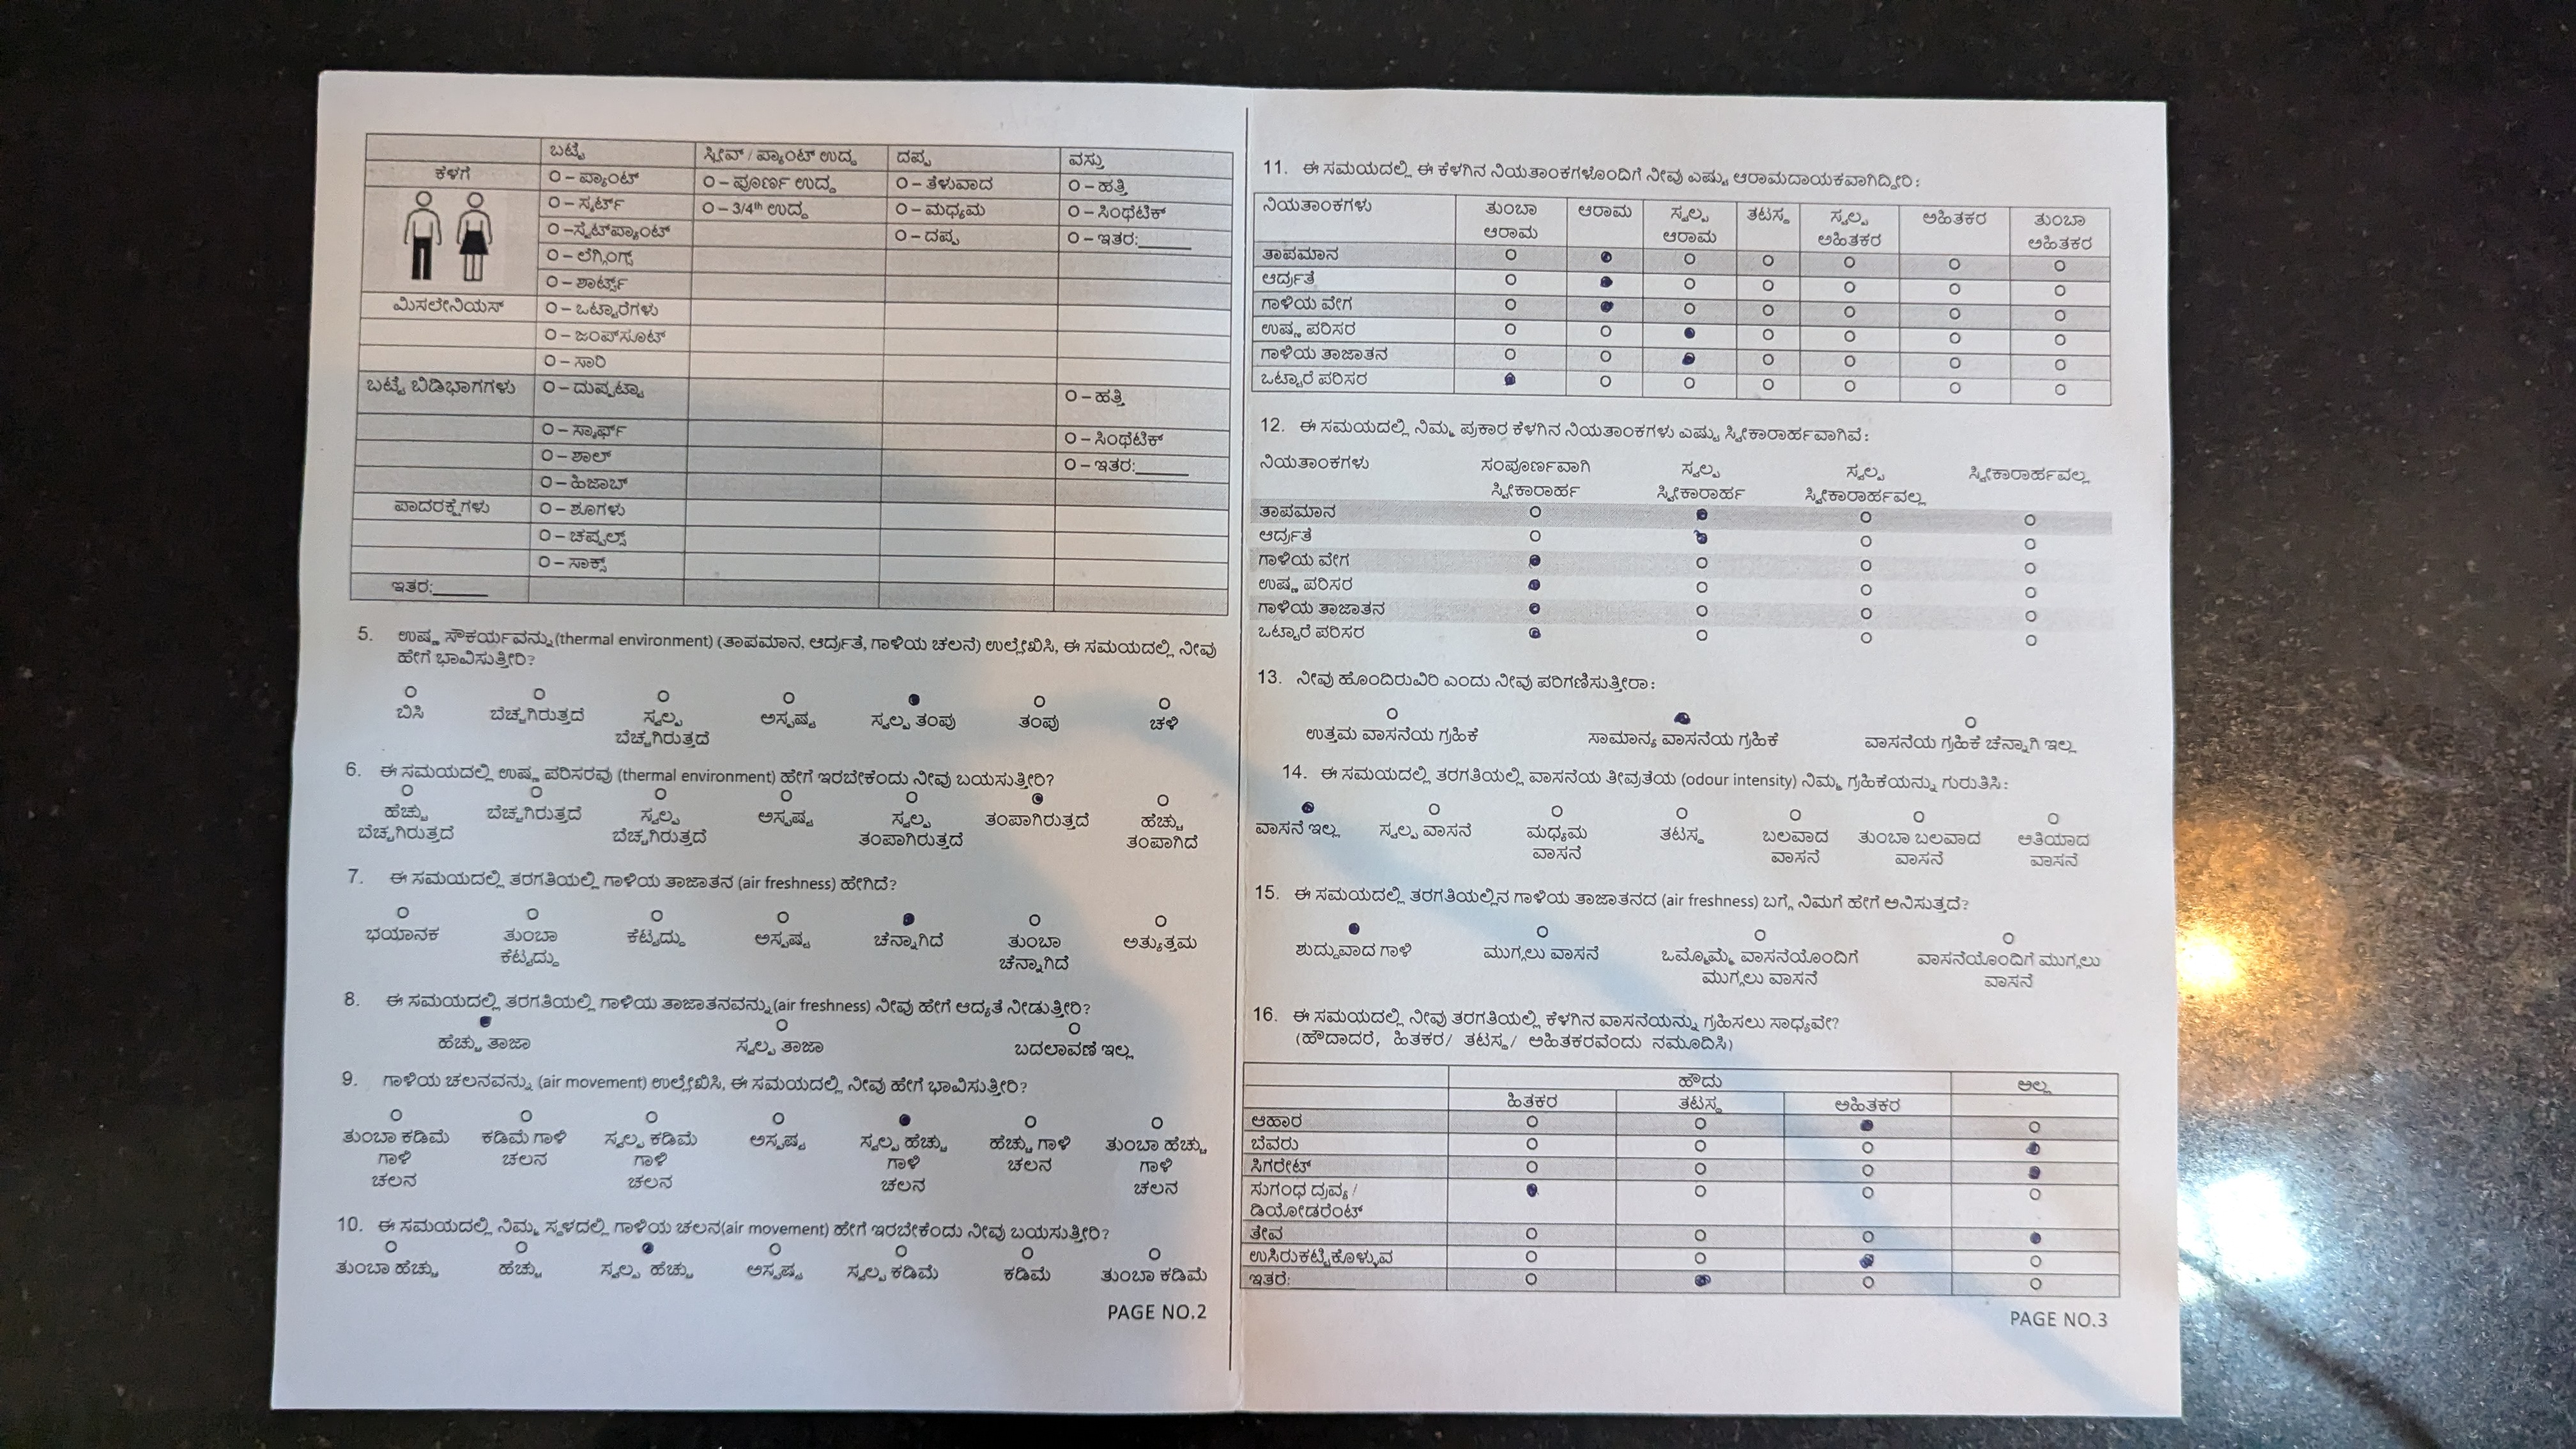 ಬಟ್ಟೆ ಸ್ಲೀವ್ / ಪ್ಯಾಂಟ್ ಉದ್ದ ದಪ್ಪ ವಸ್ತು
ಕೆಳಗೆ O – ಪ್ಯಾಂಟ್ O – ಪೂರ್ಣ ಉದ್ದ O – ತೆಳುವಾದ O – ಹತ್ತಿ
O – ಸ್ಕರ್ಟ್ O – 3/4th ಉದ್ದ O – ಮಧ್ಯಮ O – ಸಿಂಥೆಟಿಕ್
O –ಸ್ವೆಟ್‌ಪ್ಯಾಂಟ್ O – ದಪ್ಪ O – ಇತರ:______
O – ಲೆಗ್ಗಿಂಗ್ಸ್
O – ಶಾರ್ಟ್ಸ್
ಮಿಸಲೇನಿಯಸ್ O – ಒಟ್ಟಾರೆಗಳು
O – ಜಂಪ್‌ಸೂಟ್
O – ಸಾರಿ
ಬಟ್ಟೆ ಬಿಡಿಭಾಗಗಳು O – ದುಪ್ಪಟ್ಟಾ O – ಹತ್ತಿ
O – ಸ್ಕಾರ್ಫ್ O – ಸಿಂಥೆಟಿಕ್
O – ಶಾಲ್ O – ಇತರ:______
O – ಹಿಜಾಬ್
ಪಾದರಕ್ಷೆಗಳು O – ಶೂಗಳು
O – ಚಪ್ಪಲ್ಸ್
O – ಸಾಕ್ಸ್
ಇತರ:______
5. ಉಷ್ಣ ಸೌಕರ್ಯವನ್ನು(thermal environment) (ತಾಪಮಾನ, ಆರ್ದ್ರತೆ, ಗಾಳಿಯ ಚಲನೆ) ಉಲ್ಲೇಖಿಸಿ, ಈ ಸಮಯದಲ್ಲಿ ನೀವು
ಹೇಗೆ ಭಾವಿಸುತ್ತೀರಿ?
ಬಿಸಿ ಬೆಚ್ಚಗಿರುತ್ತದೆ ಸ್ವಲ್ಪ ಅಸ್ಪಷ್ಟ ಸ್ವಲ್ಪ ತಂಪು ತಂಪು ಚಳಿ
ಬೆಚ್ಚಗಿರುತ್ತದೆ
6. ಈ ಸಮಯದಲ್ಲಿ ಉಷ್ಣ ಪರಿಸರವು (thermal environment) ಹೇಗೆ ಇರಬೇಕೆಂದು ನೀವು ಬಯಸುತ್ತೀರಿ?
ಹೆಚ್ಚು ಬೆಚ್ಚಗಿರುತ್ತದೆ ಸ್ವಲ್ಪ ಅಸ್ಪಷ್ಟ ಸ್ವಲ್ಪ ತಂಪಾಗಿರುತ್ತದೆ ಹೆಚ್ಚು
ಬೆಚ್ಚಗಿರುತ್ತದೆ ಬೆಚ್ಚಗಿರುತ್ತದೆ ತಂಪಾಗಿರುತ್ತದೆ ತಂಪಾಗಿದೆ
7. ಈ ಸಮಯದಲ್ಲಿ ತರಗತಿಯಲ್ಲಿ ಗಾಳಿಯ ತಾಜಾತನ (air freshness) ಹೇಗಿದೆ?
ಭಯಾನಕ ತುಂಬಾ ಕೆಟ್ಟದ್ದು ಅಸ್ಪಷ್ಟ ಚೆನ್ನಾಗಿದೆ ತುಂಬಾ ಅತ್ಯುತ್ತಮ
ಕೆಟ್ಟದ್ದು ಚೆನ್ನಾಗಿದೆ
8. ಈ ಸಮಯದಲ್ಲಿ ತರಗತಿಯಲ್ಲಿ ಗಾಳಿಯ ತಾಜಾತನವನ್ನು(air freshness) ನೀವು ಹೇಗೆ ಆದ್ಯತೆ ನೀಡುತ್ತೀರಿ?
ಹೆಚ್ಚು ತಾಜಾ ಸ್ವಲ್ಪ ತಾಜಾ ಬದಲಾವಣೆ ಇಲ್ಲ
9. ಗಾಳಿಯ ಚಲನವನ್ನು (air movement) ಉಲ್ಲೇಖಿಸಿ, ಈ ಸಮಯದಲ್ಲಿ ನೀವು ಹೇಗೆ ಭಾವಿಸುತ್ತೀರಿ?
ತುಂಬಾ ಕಡಿಮೆ ಕಡಿಮೆ ಗಾಳಿ ಸ್ವಲ್ಪ ಕಡಿಮೆ ಅಸ್ಪಷ್ಟ ಸ್ವಲ್ಪ ಹೆಚ್ಚು ಹೆಚ್ಚು ಗಾಳಿ ತುಂಬಾ ಹೆಚ್ಚು
ಗಾಳಿ ಚಲನ ಗಾಳಿ ಗಾಳಿ ಚಲನ ಗಾಳಿ
ಚಲನ ಚಲನ ಚಲನ ಚಲನ
10. ಈ ಸಮಯದಲ್ಲಿ ನಿಮ್ಮ ಸ್ಥಳದಲ್ಲಿ ಗಾಳಿಯ ಚಲನ(air movement) ಹೇಗೆ ಇರಬೇಕೆಂದು ನೀವು ಬಯಸುತ್ತೀರಿ?
ತುಂಬಾ ಹೆಚ್ಚು ಹೆಚ್ಚು ಸ್ವಲ್ಪ ಹೆಚ್ಚು ಅಸ್ಪಷ್ಟ ಸ್ವಲ್ಪ ಕಡಿಮೆ ಕಡಿಮೆ ತುಂಬಾ ಕಡಿಮೆ
PAGE NO.2
11. ಈ ಸಮಯದಲ್ಲಿ ಈ ಕೆಳಗಿನ ನಿಯತಾಂಕಗಳೊಂದಿಗೆ ನೀವು ಎಷ್ಟು ಆರಾಮದಾಯಕವಾಗಿದ್ದೀರಿ:
ನಿಯತಾಂಕಗಳು ತುಂಬಾ ಆರಾಮ ಸ್ವಲ್ಪ ತಟಸ್ಥ ಸ್ವಲ್ಪ ಅಹಿತಕರ ತುಂಬಾ
ಆರಾಮ ಆರಾಮ ಅಹಿತಕರ ಅಹಿತಕರ
ತಾಪಮಾನ
ಆರ್ದ್ರತೆ
ಗಾಳಿಯ ವೇಗ
ಉಷ್ಣ ಪರಿಸರ
ಗಾಳಿಯ ತಾಜಾತನ
ಒಟ್ಟಾರೆ ಪರಿಸರ
12. ಈ ಸಮಯದಲ್ಲಿ ನಿಮ್ಮ ಪ್ರಕಾರ ಕೆಳಗಿನ ನಿಯತಾಂಕಗಳು ಎಷ್ಟು ಸ್ವೀಕಾರಾರ್ಹವಾಗಿವೆ:
ನಿಯತಾಂಕಗಳು ಸಂಪೂರ್ಣವಾಗಿ ಸ್ವಲ್ಪ ಸ್ವಲ್ಪ ಸ್ವೀಕಾರಾರ್ಹವಲ್ಲ
ಸ್ವೀಕಾರಾರ್ಹ ಸ್ವೀಕಾರಾರ್ಹ ಸ್ವೀಕಾರಾರ್ಹವಲ್ಲ
ತಾಪಮಾನ
ಆರ್ದ್ರತೆ
ಗಾಳಿಯ ವೇಗ
ಉಷ್ಣ ಪರಿಸರ
ಗಾಳಿಯ ತಾಜಾತನ
ಒಟ್ಟಾರೆ ಪರಿಸರ
13. ನೀವು ಹೊಂದಿರುವಿರಿ ಎಂದು ನೀವು ಪರಿಗಣಿಸುತ್ತೀರಾ:
ಉತ್ತಮ ವಾಸನೆಯ ಗ್ರಹಿಕೆ ಸಾಮಾನ್ಯ ವಾಸನೆಯ ಗ್ರಹಿಕೆ ವಾಸನೆಯ ಗ್ರಹಿಕೆ ಚೆನ್ನಾಗಿ ಇಲ್ಲ
14. ಈ ಸಮಯದಲ್ಲಿ ತರಗತಿಯಲ್ಲಿ ವಾಸನೆಯ ತೀವ್ರತೆಯ (odour intensity) ನಿಮ್ಮ ಗ್ರಹಿಕೆಯನ್ನು ಗುರುತಿಸಿ:
ವಾಸನೆ ಇಲ್ಲ ಸ್ವಲ್ಪ ವಾಸನೆ ಮಧ್ಯಮ ತಟಸ್ಥ ಬಲವಾದ ತುಂಬಾ ಬಲವಾದ ಅತಿಯಾದ
ವಾಸನೆ ವಾಸನೆ ವಾಸನೆ ವಾಸನೆ
15. ಈ ಸಮಯದಲ್ಲಿ ತರಗತಿಯಲ್ಲಿನ ಗಾಳಿಯ ತಾಜಾತನದ (air freshness) ಬಗ್ಗೆ ನಿಮಗೆ ಹೇಗೆ ಅನಿಸುತ್ತದೆ?
ಶುದ್ಧವಾದ ಗಾಳಿ ಮುಗ್ಗಲು ವಾಸನೆ ಒಮ್ಮೊಮ್ಮೆ ವಾಸನೆಯೊಂದಿಗೆ ವಾಸನೆಯೊಂದಿಗೆ ಮುಗ್ಗಲು
ಮುಗ್ಗಲು ವಾಸನೆ ವಾಸನೆ
16. ಈ ಸಮಯದಲ್ಲಿ ನೀವು ತರಗತಿಯಲ್ಲಿ ಕೆಳಗಿನ ವಾಸನೆಯನ್ನು ಗ್ರಹಿಸಲು ಸಾಧ್ಯವೇ?
(ಹೌದಾದರೆ, ಹಿತಕರ/ ತಟಸ್ಥ/ ಅಹಿತಕರವೆಂದು ನಮೂದಿಸಿ)
ಹೌದು ಅಲ್ಲ
ಹಿತಕರ ತಟಸ್ಥ ಅಹಿತಕರ
ಆಹಾರ
ಬೆವರು
ಸಿಗರೇಟ್
ಸುಗಂಧ ದ್ರವ್ಯ /
ಡಿಯೋಡರೆಂಟ್
ತೇವ
ಉಸಿರುಕಟ್ಟಿಕೊಳ್ಳುವ
ಇತರೆ:______
PAGE NO.3